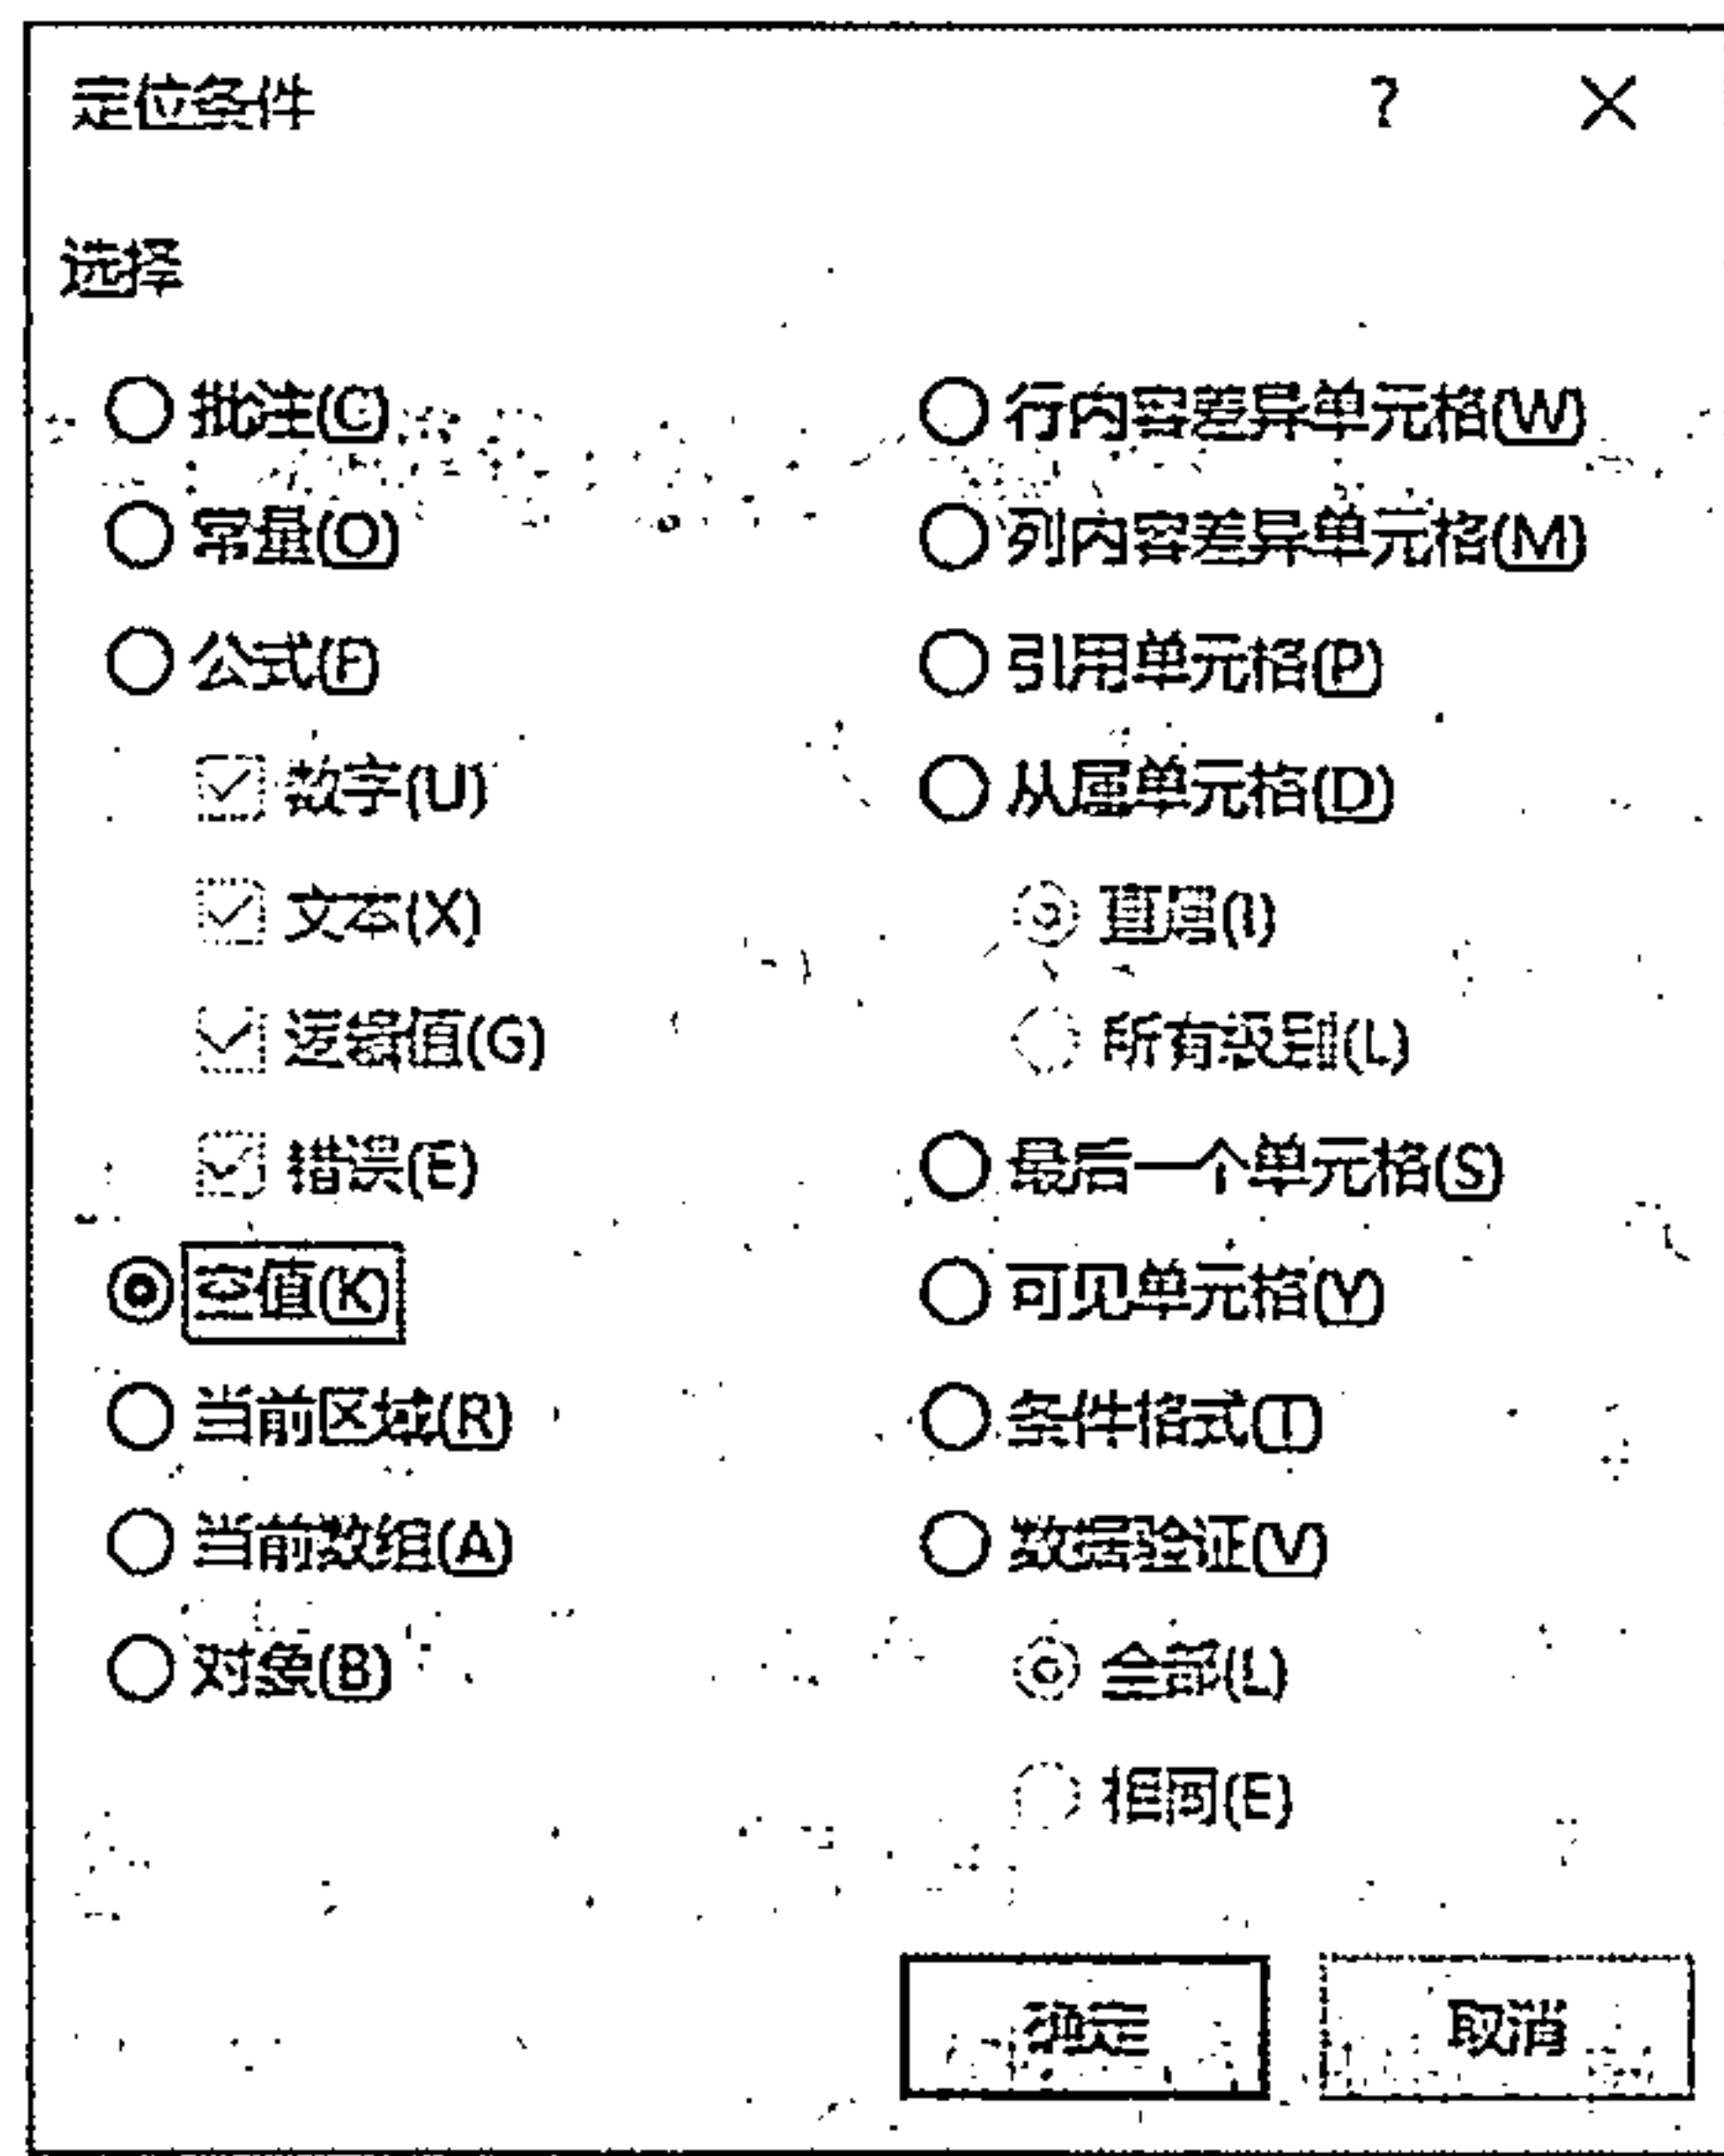 定位条件 ? ×
选择
批注(C)
常量(O)
公式(F)
数字(U)
文本(X)
逻辑值(G)
错误(E)
空值(K)
当前区域(R)
当前数组(A)
对象(B)
行内容差异单元格(W)
列内容差异单元格(M)
引用单元格(P)
从属单元格(D)
直属(I)
所有级别(L)
最后一个单元格(S)
可见单元格(Y)
条件格式(T)
数据验证(V)
全部(L)
相同(E)
确定 取消